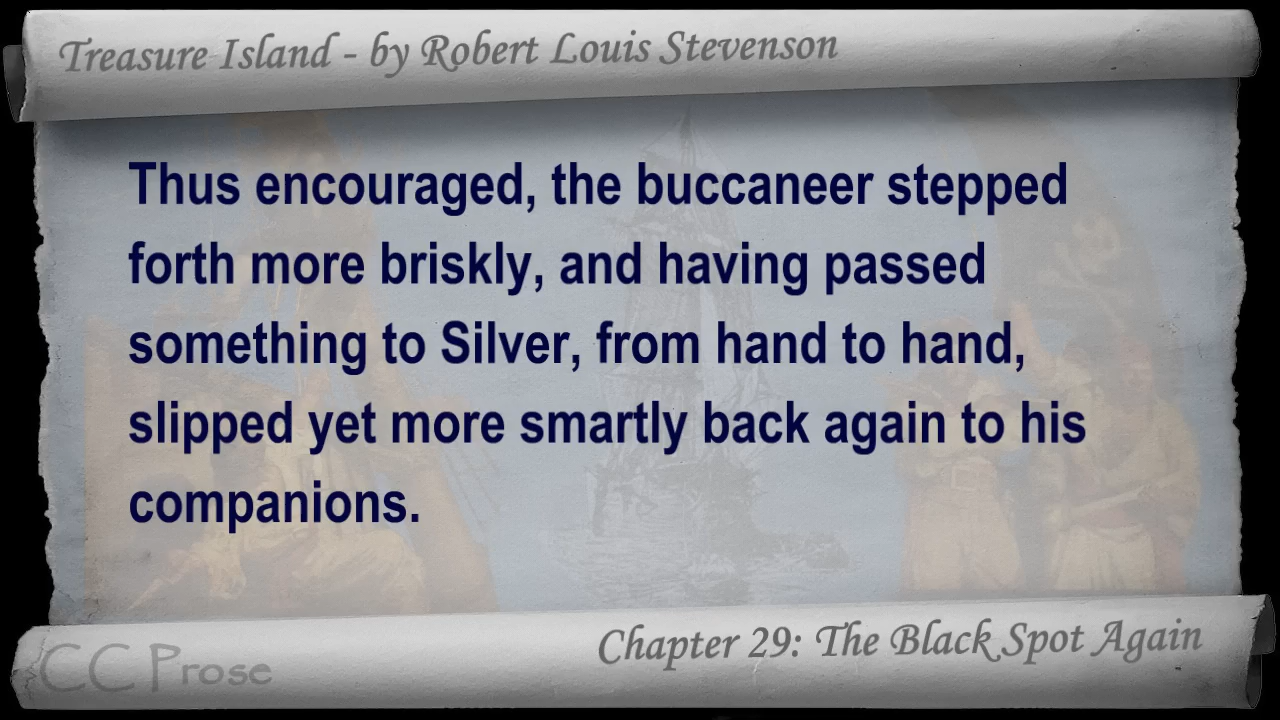 Treasure Island - by Robert Louis Stevenson
Thus encouraged, the buccaneer stepped
forth more briskly, and having passed
something to Silver, from hand to hand,
slipped yet more smartly back again to his
companions.
Chapter 29: The Black Spot Again
CC Prose